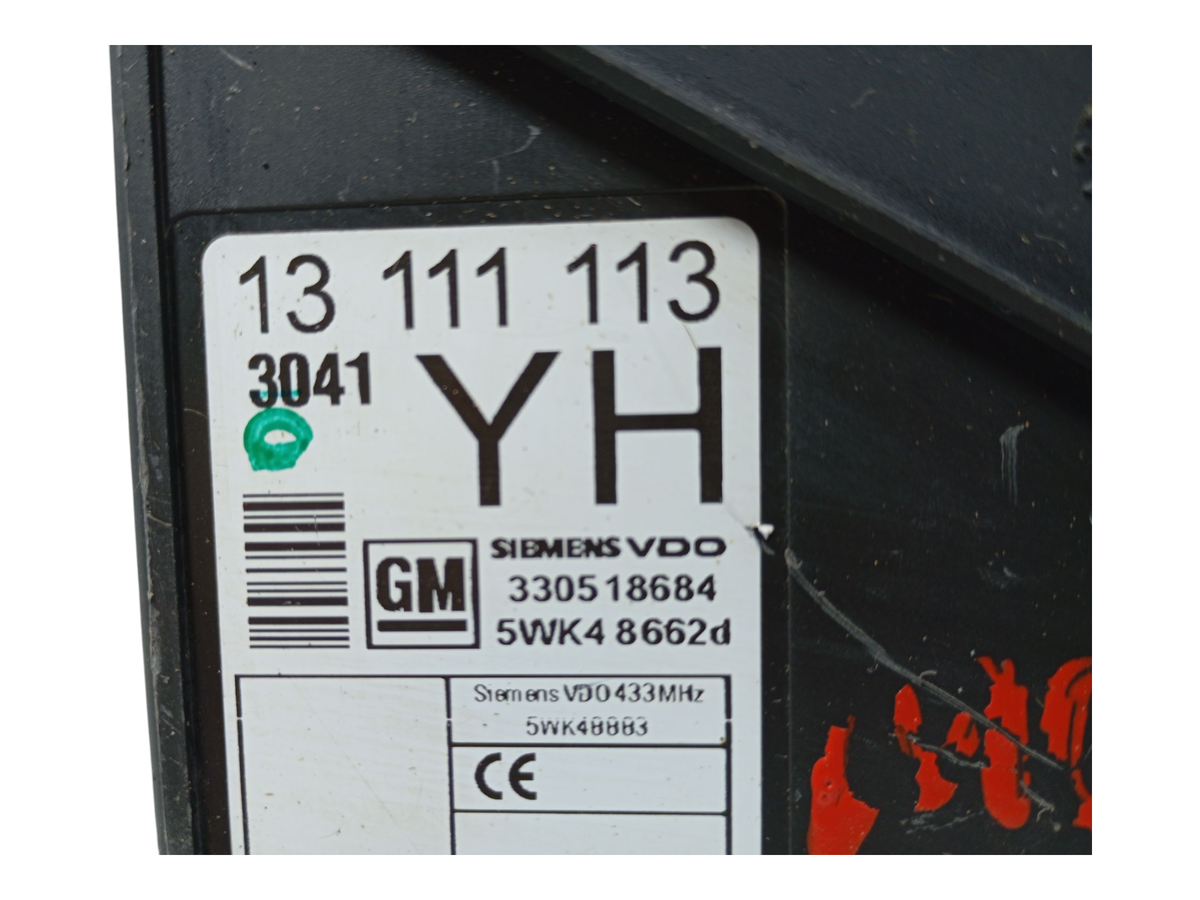 13 111 113
3041
YH
GM
SIEMENS VDO
330518684
5WK4 8662d
Siemens VDO 433MHz
5WK48883
CE